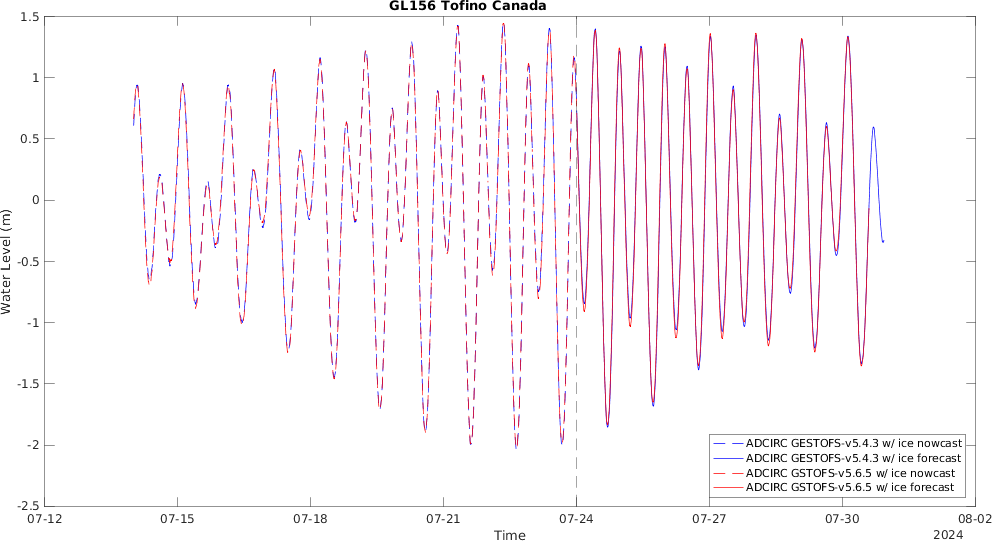 GL156 Tofino Canada
1.5
1
0.5
0
-0.5
-1
-1.5
-2
-2.5
Water Level (m)
ADCIRC GESTOFS-v5.4.3 w/ ice nowcast
ADCIRC GESTOFS-v5.4.3 w/ ice forecast
ADCIRC GSTOFS-v5.6.5 w/ ice nowcast
ADCIRC GSTOFS-v5.6.5 w/ ice forecast
07-12 07-15 07-18 07-21 07-24 07-27 07-30 08-02
Time
2024